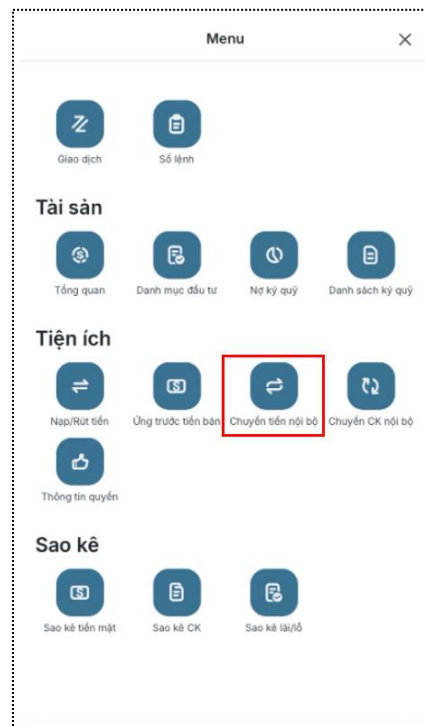 Menu
Giao dịch
Sổ lệnh
Tài sản
Tổng quan
Danh mục đầu tư
Nợ ký quỹ
Danh sách ký quỹ
Tiện ích
Nạp/Rút tiền
Ứng trước tiền bán
Chuyển tiền nội bộ
Chuyển CK nội bộ
Thông tin quyền
Sao kê
Sao kê tiền mặt
Sao kê CK
Sao kê lãi/lỗ